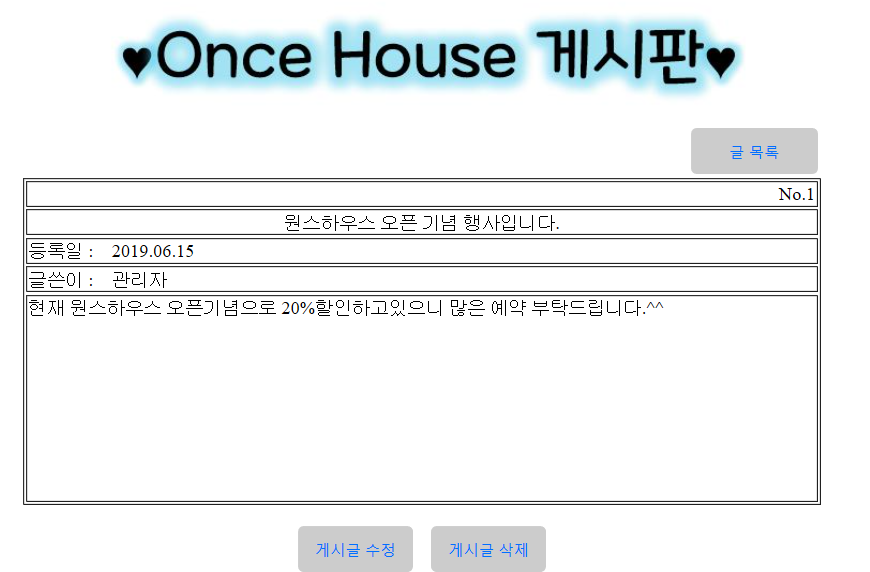 ♥Once House 게시판♥
글 목록
No.1
원스하우스 오픈 기념 행사입니다.
등록일 : 2019.06.15
글쓴이 : 관리자
현재 원스하우스 오픈기념으로 20%할인하고있으니 많은 예약 부탁드립니다.^^
게시글 수정 게시글 삭제